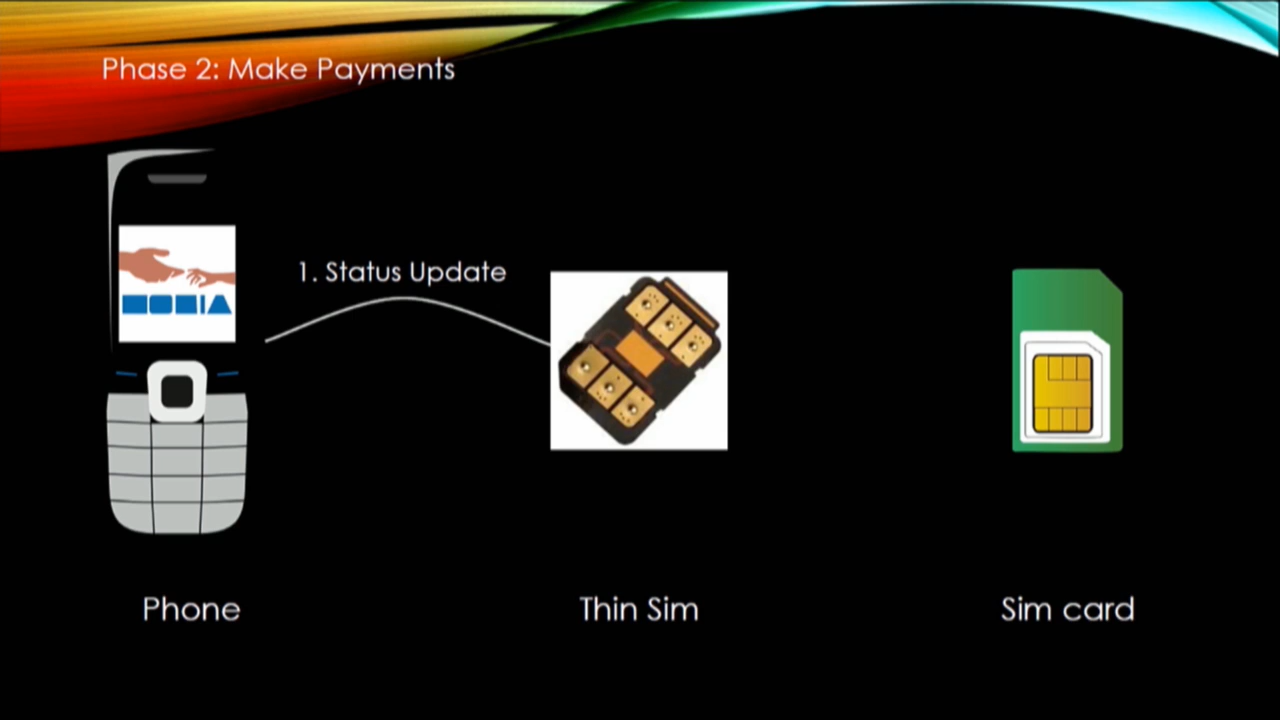 Phase 2: Make Payments
1. Status Update
Phone
Thin Sim
Sim card